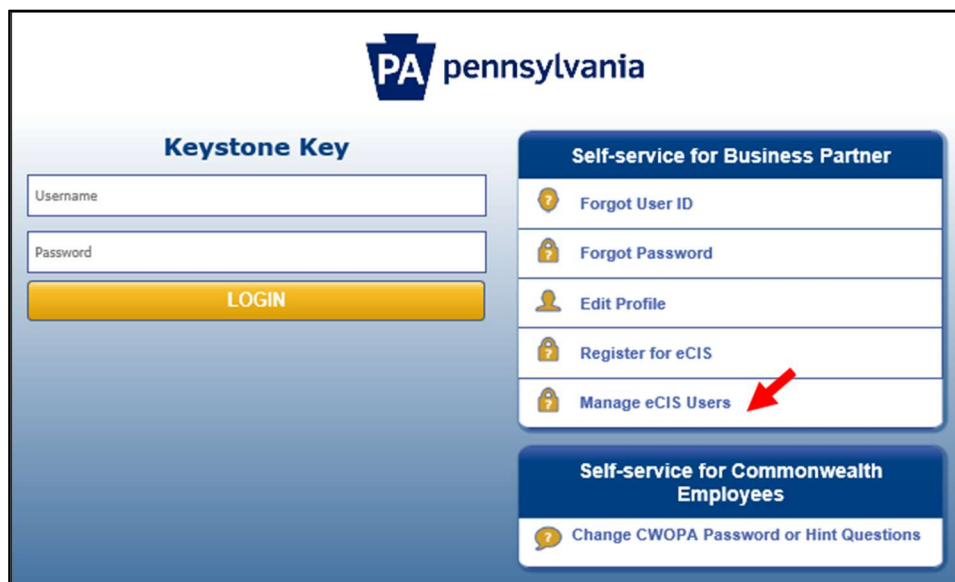 PA pennsylvania
Keystone Key
Username
Password
LOGIN
Self-service for Business Partner
Forgot User ID
Forgot Password
Edit Profile
Register for eCIS
Manage eCIS Users
Self-service for Commonwealth
Employees
Change CWOPA Password or Hint Questions